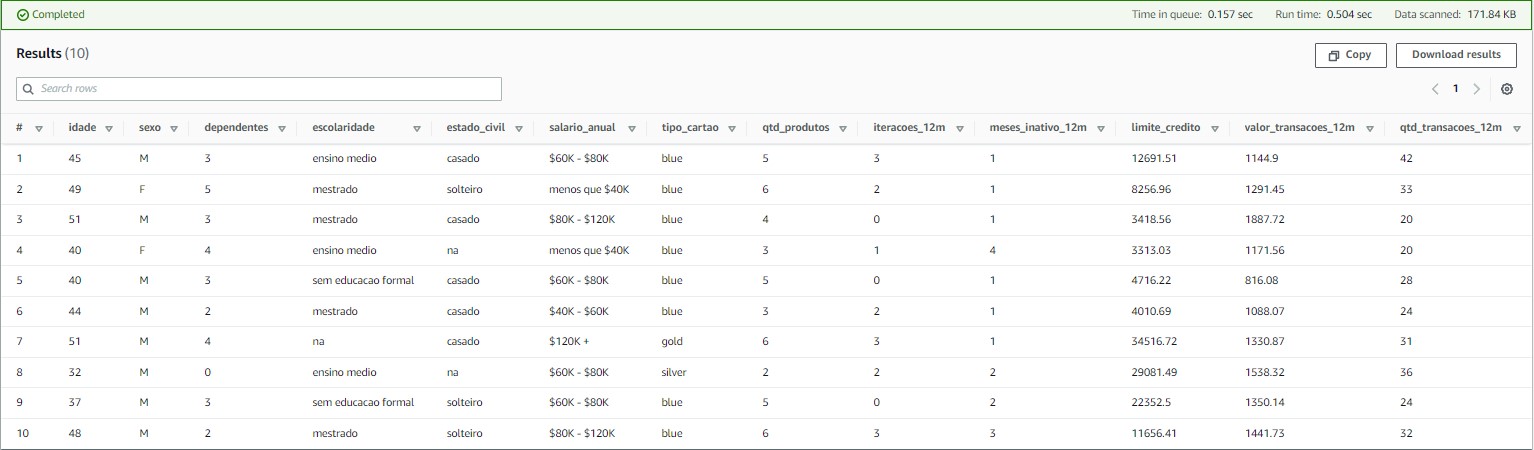 Completed Time in queue: 0.157 sec Run time: 0.504 sec Data scanned: 171.84 KB
Results (10) Copy Download results
Search rows 1
# idade sexo dependentes escolaridade estado_civil salario_anual tipo_cartao qtd_produtos iteracoes_12m meses_inativo_12m limite_credito valor_transacoes_12m qtd_transacoes_12m
1 45 M 3 ensino medio casado $60K - $80K blue 5 3 1 12691.51 1144.9 42
2 49 F 5 mestrado solteiro menos que $40K blue 6 2 1 8256.96 1291.45 33
3 51 M 3 mestrado casado $80K - $120K blue 4 0 1 3418.56 1887.72 20
4 40 F 4 ensino medio na menos que $40K blue 3 1 4 3313.03 1171.56 20
5 40 M 3 sem educacao formal casado $60K - $80K blue 5 0 1 4716.22 816.08 28
6 44 M 2 mestrado casado $40K - $60K blue 3 2 1 4010.69 1088.07 24
7 51 M 4 na casado $120K + gold 6 3 1 34516.72 1330.87 31
8 32 M 0 ensino medio na $60K - $80K silver 2 2 2 29081.49 1538.32 36
9 37 M 3 sem educacao formal solteiro $60K - $80K blue 5 0 2 22352.5 1350.14 24
10 48 M 2 mestrado solteiro $80K - $120K blue 6 3 3 11656.41 1441.73 32